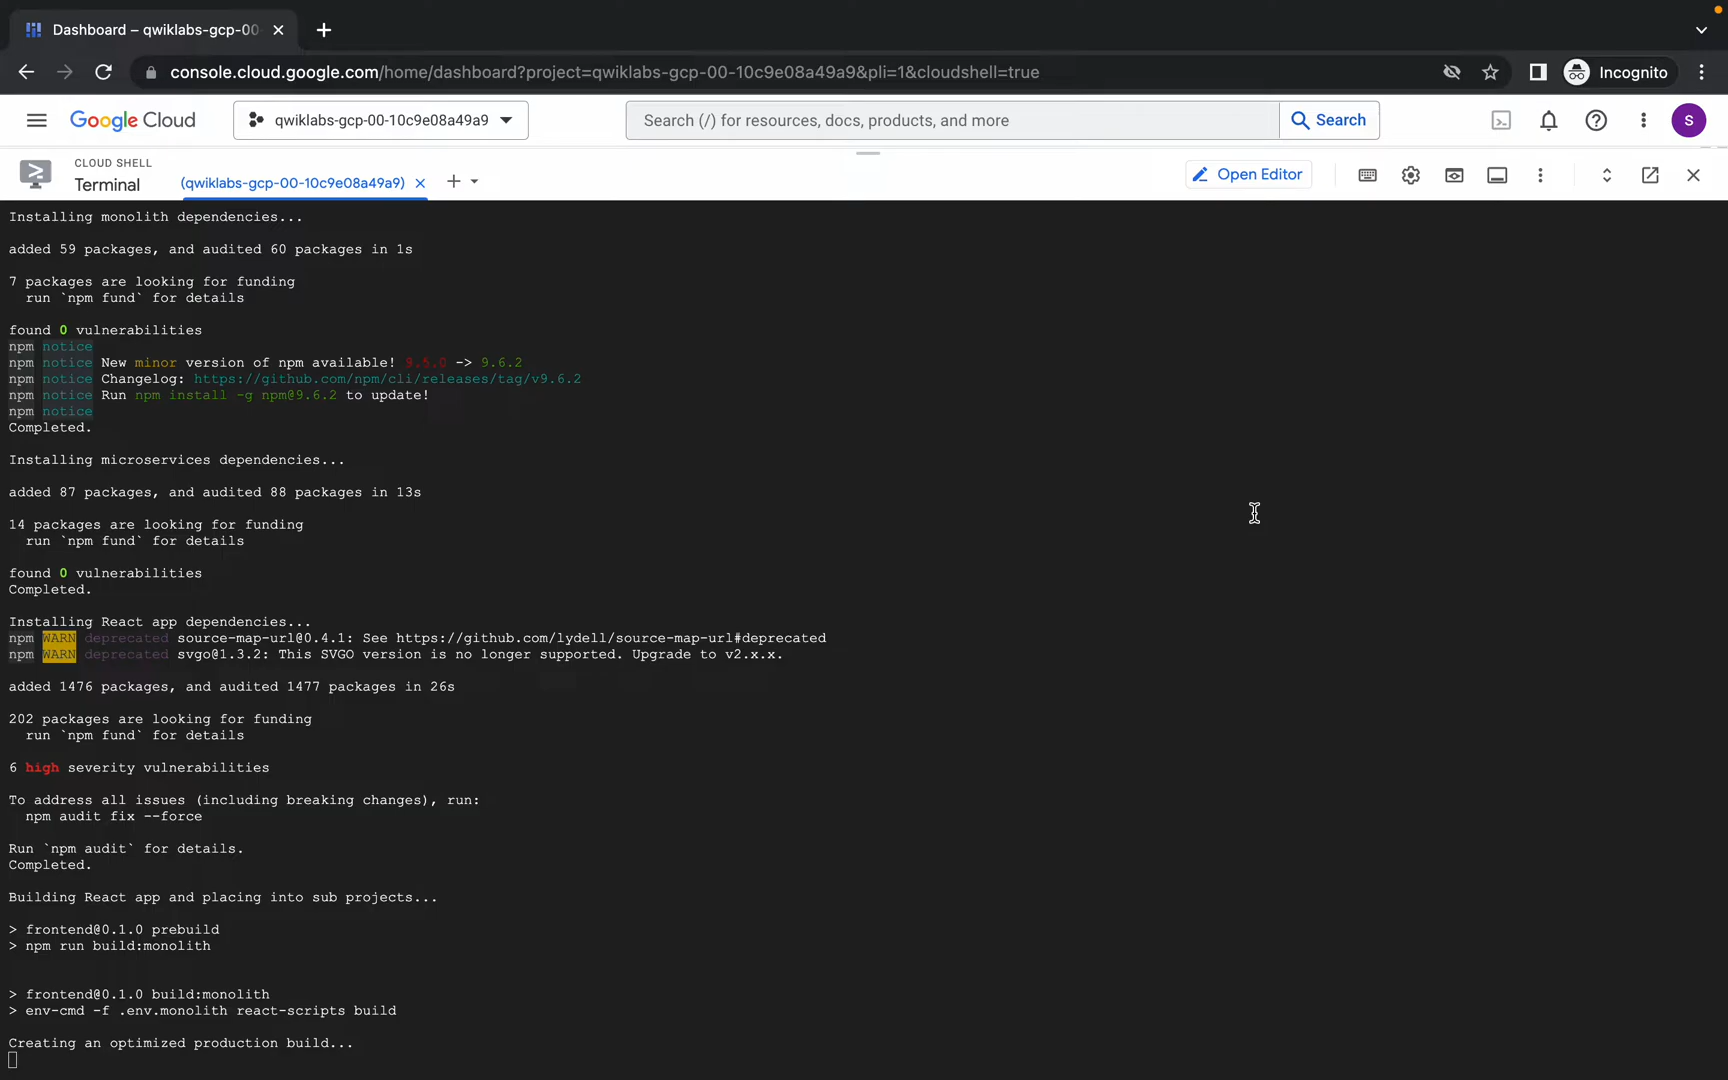 Dashboard – qwiklabs-gcp-00-
console.cloud.google.com/home/dashboard?project=qwiklabs-gcp-00-10c9e08a49a9&pli=1&cloudshell=true
Incognito
Google Cloud
qwiklabs-gcp-00-10c9e08a49a9
Search (/) for resources, docs, products, and more
Search
S
CLOUD SHELL
Terminal
(qwiklabs-gcp-00-10c9e08a49a9)
Open Editor
Installing monolith dependencies...
added 59 packages, and audited 60 packages in 1s
7 packages are looking for funding
run `npm fund` for details
found 0 vulnerabilities
npm notice
npm notice New minor version of npm available! 9.5.0 -> 9.6.2
npm notice Changelog: https://github.com/npm/cli/releases/tag/v9.6.2
npm notice Run npm install -g npm@9.6.2 to update!
npm notice
Completed.
Installing microservices dependencies...
added 87 packages, and audited 88 packages in 13s
14 packages are looking for funding
run `npm fund` for details
found 0 vulnerabilities
Completed.
Installing React app dependencies...
npm WARN deprecated source-map-url@0.4.1: See https://github.com/lydell/source-map-url#deprecated
npm WARN deprecated svgo@1.3.2: This SVGO version is no longer supported. Upgrade to v2.x.x.
added 1476 packages, and audited 1477 packages in 26s
202 packages are looking for funding
run `npm fund` for details
6 high severity vulnerabilities
To address all issues (including breaking changes), run:
npm audit fix --force
Run `npm audit` for details.
Completed.
Building React app and placing into sub projects...
> frontend@0.1.0 prebuild
> npm run build:monolith
> frontend@0.1.0 build:monolith
> env-cmd -f .env.monolith react-scripts build
Creating an optimized production build...